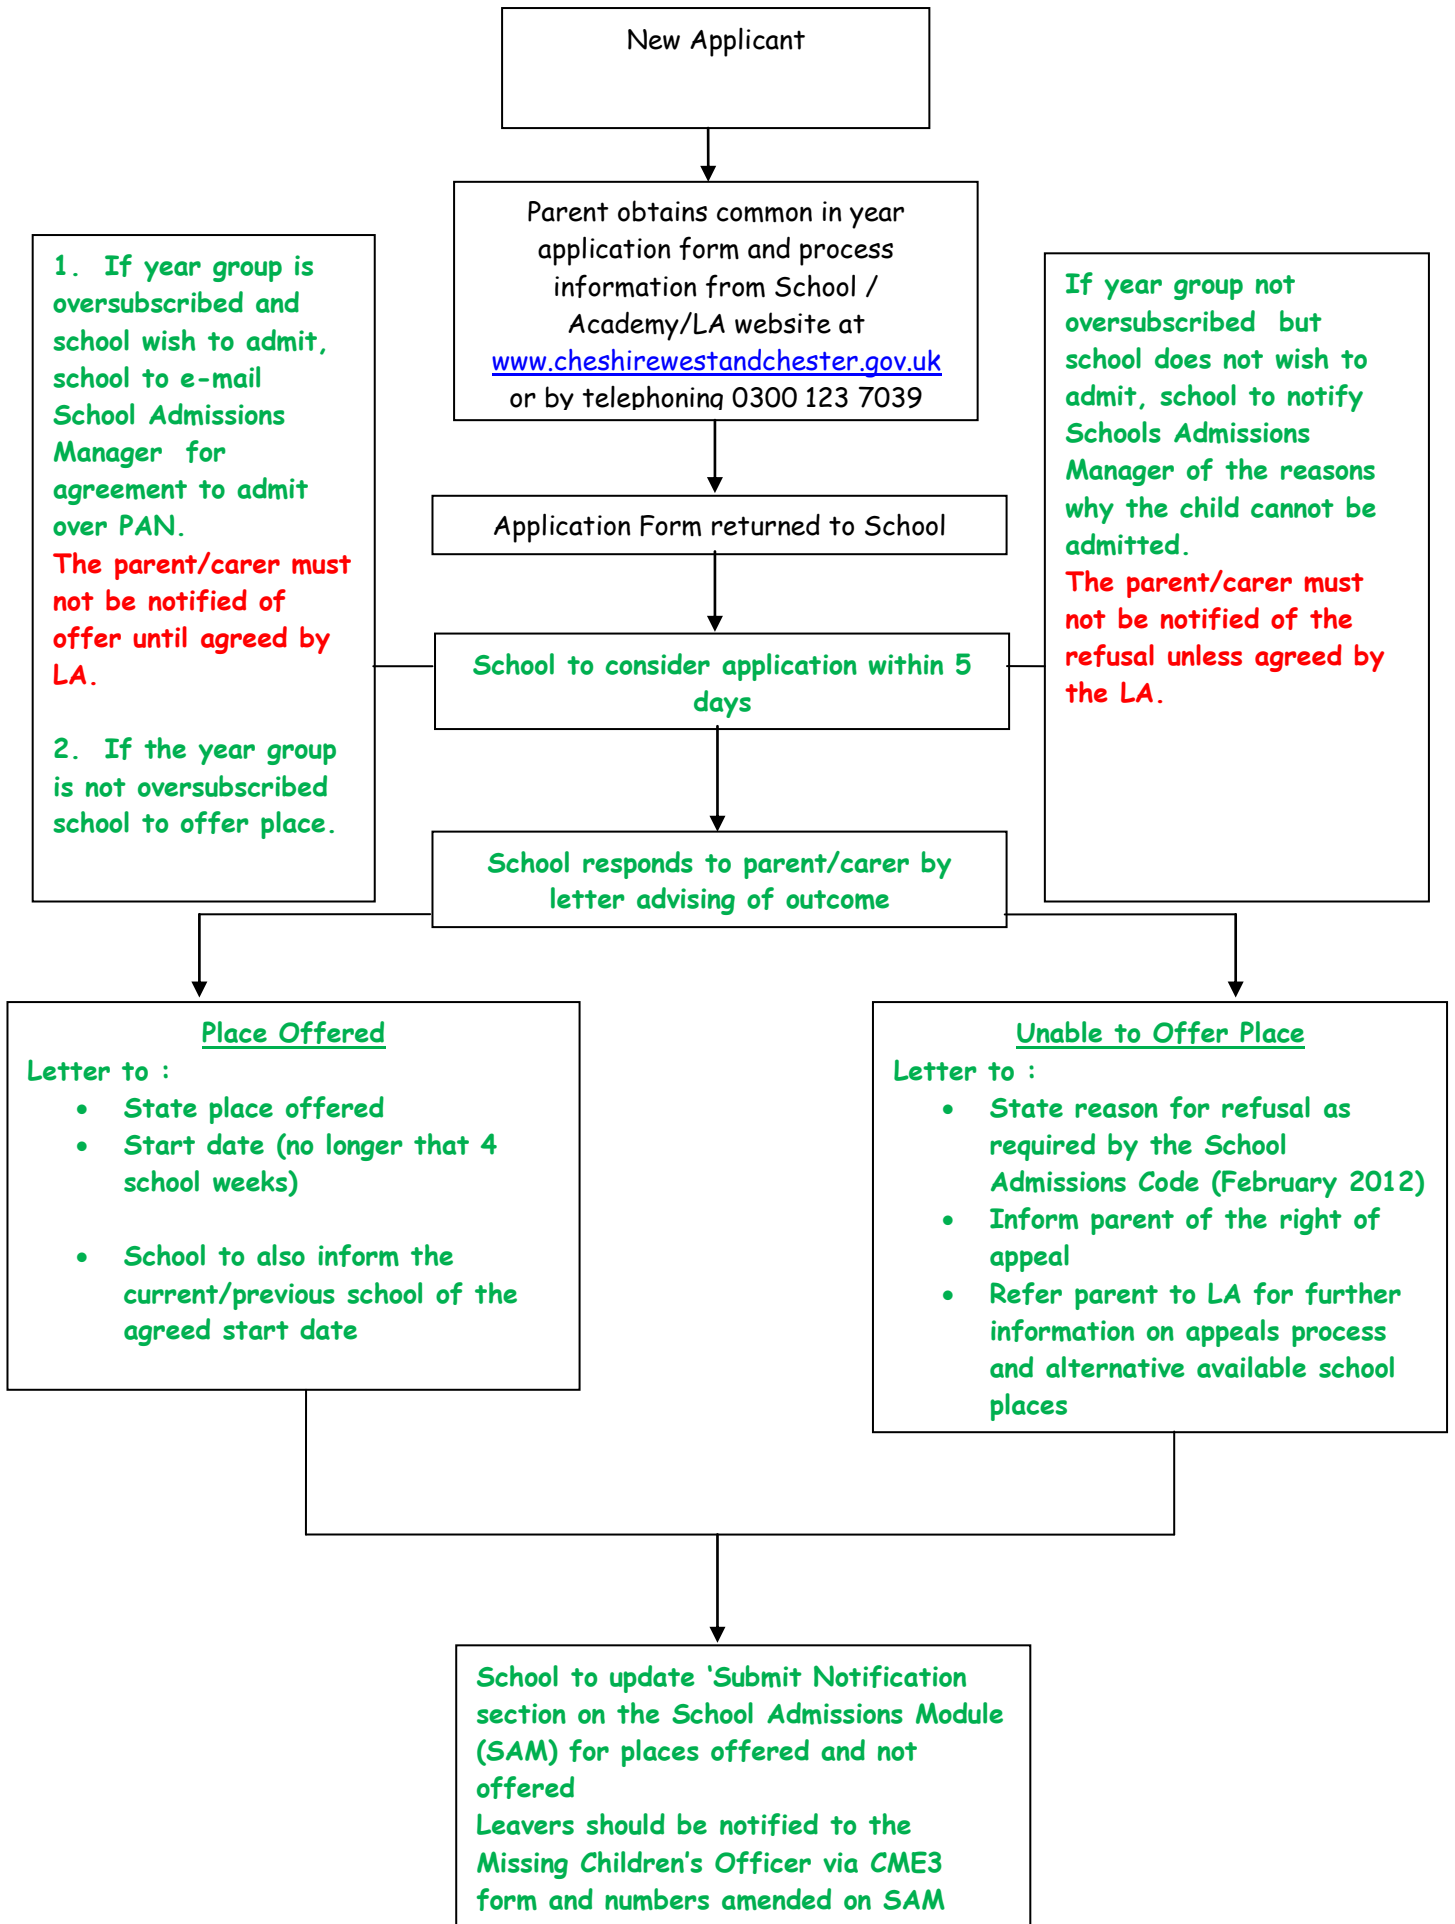 New Applicant
Parent obtains common in year
application form and process
information from School /
Academy/LA website at
www.cheshirewestandchester.gov.uk
or by telephoning 0300 123 7039
1. If year group is
oversubscribed and
school wish to admit,
school to e-mail
School Admissions
Manager for
agreement to admit
over PAN.
The parent/carer must
not be notified of
offer until agreed by
LA.
2. If the year group
is not oversubscribed
school to offer place.
If year group not
oversubscribed but
school does not wish to
admit, school to notify
Schools Admissions
Manager of the reasons
why the child cannot be
admitted.
The parent/carer must
not be notified of the
refusal unless agreed by
the LA.
Application Form returned to School
School to consider application within 5
days
School responds to parent/carer by
letter advising of outcome
Place Offered
Letter to :
• State place offered
• Start date (no longer that 4
school weeks)
• School to also inform the
current/previous school of the
agreed start date
Unable to Offer Place
Letter to :
• State reason for refusal as
required by the School
Admissions Code (February 2012)
• Inform parent of the right of
appeal
• Refer parent to LA for further
information on appeals process
and alternative available school
places
School to update ‘Submit Notification
section on the School Admissions Module
(SAM) for places offered and not
offered
Leavers should be notified to the
Missing Children’s Officer via CME3
form and numbers amended on SAM